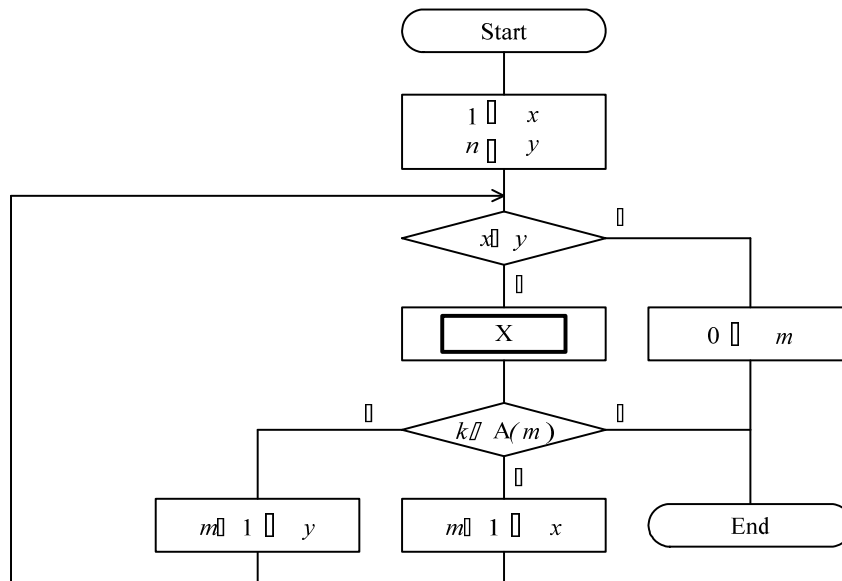 Start
1 ▯ x
n ▯ y
▯
x▯ y
▯
X
0 ▯ m
▯
▯
k▯ A(m)
▯
m▯ 1 ▯ y
m▯ 1 ▯ x
End